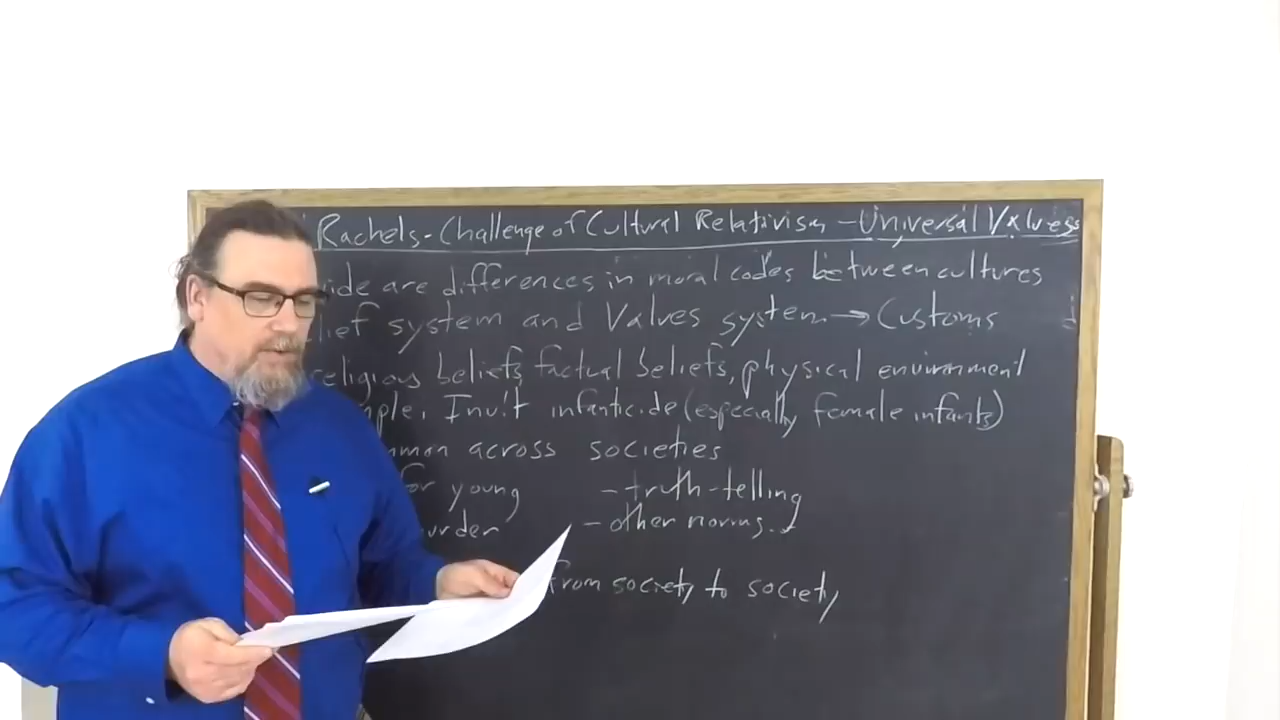 Rachels - Challenge of Cultural Relativism - Universal Values
ide are differences in moral codes between cultures
lief system and Values system → Customs
religious beliefs, factual beliefs, physical environment
mple, Inuit infanticide (especially female infants)
mmon across societies
for young - truth-telling
urder - other norms..
from society to society